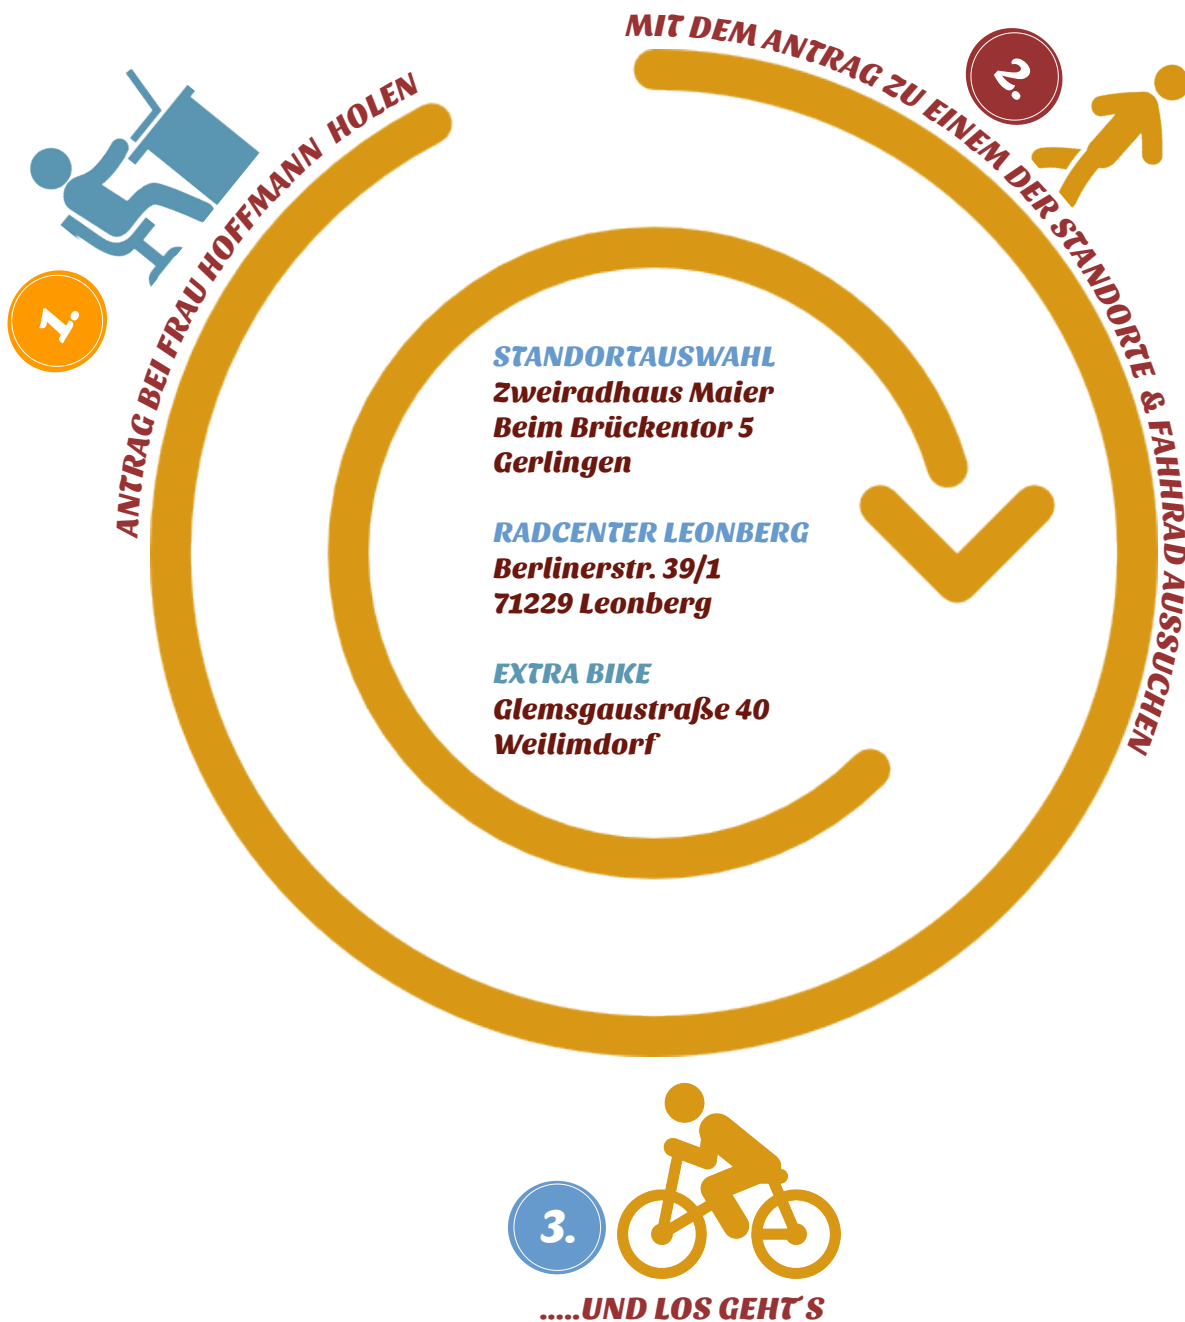 1.
ANTRAG BEI FRAU HOFFMANN HOLEN
2.
MIT DEM ANTRAG ZU EINEM DER STANDORTE & FAHHRAD AUSSUCHEN
STANDORTAUSWAHL
Zweiradhaus Maier
Beim Brückentor 5
Gerlingen
RADCENTER LEONBERG
Berlinerstr. 39/1
71229 Leonberg
EXTRA BIKE
Glemsgaustraße 40
Weilimdorf
3.
.....UND LOS GEHT´S